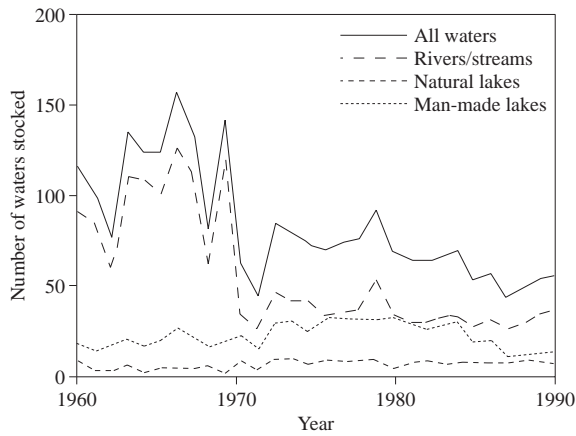 200
All waters
Rivers/streams
Natural lakes
Man-made lakes
150
Number of waters stocked
100
50
0
1960
1970
1980
1990
Year